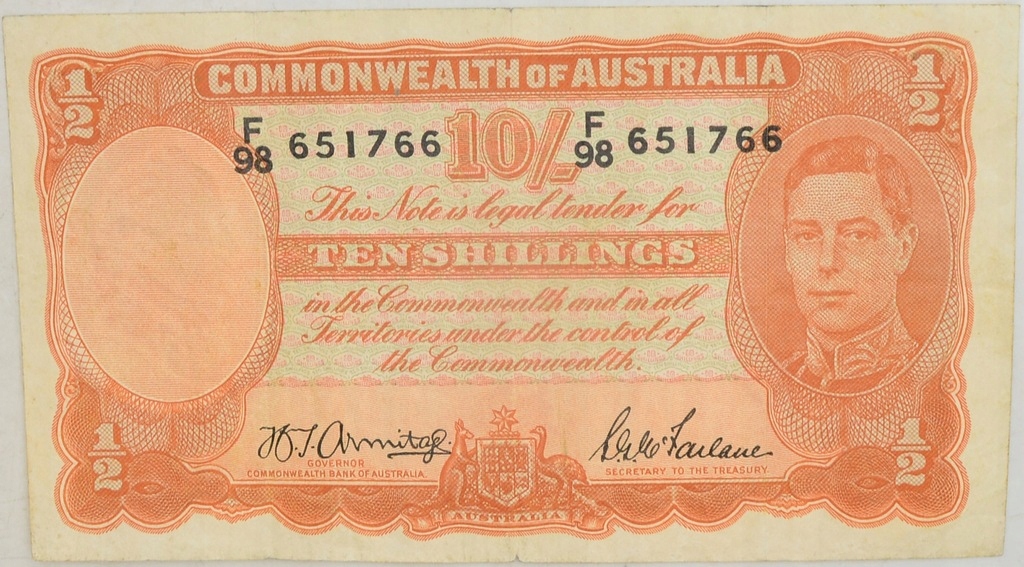 COMMONWEALTH OF AUSTRALIA
1/2 1/2
F/98 651766 10/- F/98 651766
This Note is legal tender for
TEN SHILLINGS
in the Commonwealth and in all
Territories under the control of
the Commonwealth.
1/2 1/2
H.T. Armitage. S.G. McFarlane
GOVERNOR
COMMONWEALTH BANK OF AUSTRALIA
SECRETARY TO THE TREASURY
AUSTRALIA